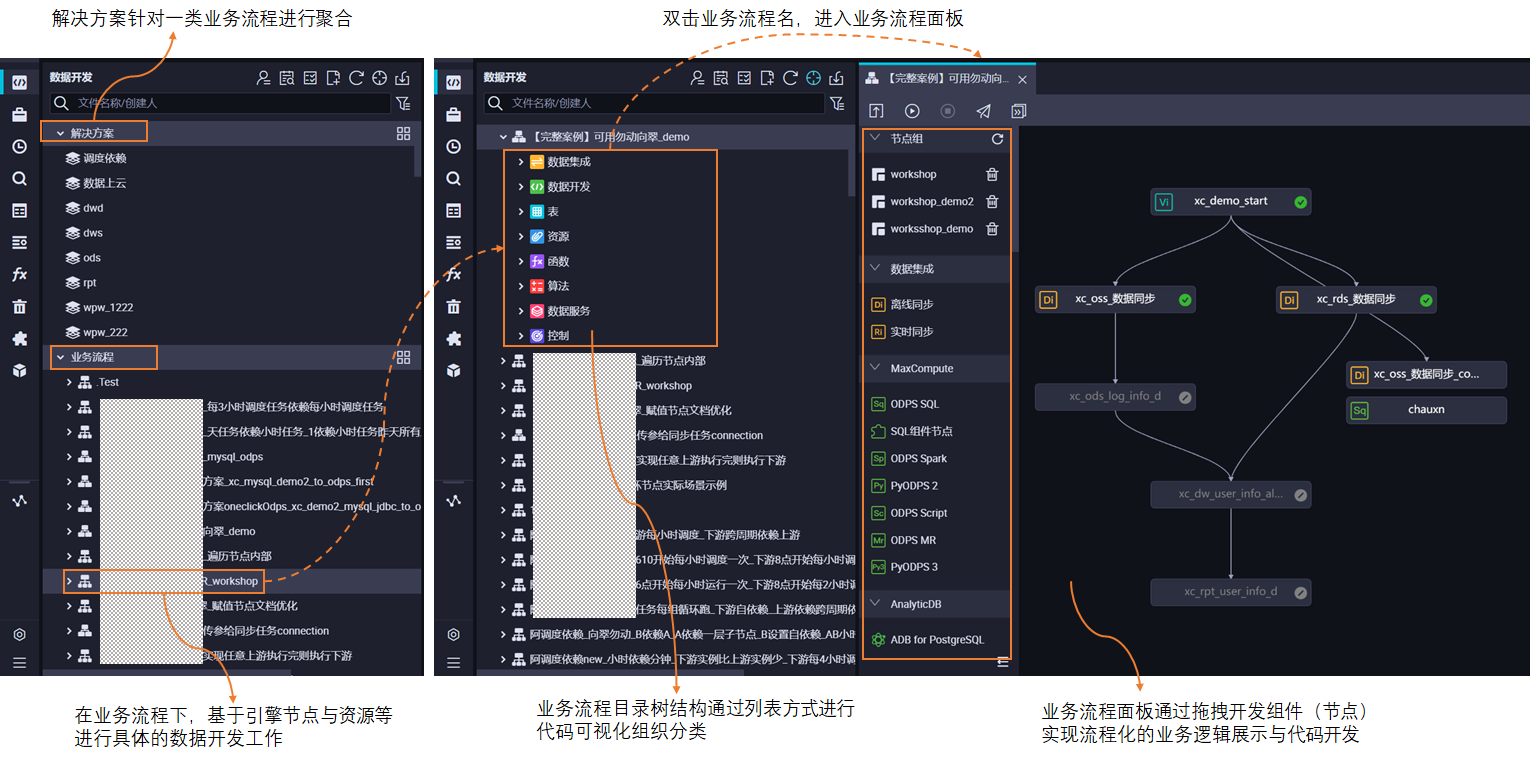 解决方案针对一类业务流程进行聚合
双击业务流程名，进入业务流程面板
数据开发
文件名称/创建人
解决方案
调度依赖
数据上云
dwd
dws
ods
rpt
wpw_1222
wpw_222
业务流程
Test
_每3小时调度任务依赖每小时调度任务
_天任务依赖小时任务_1依赖小时任务昨天所有
_mysql_odps
方案_xc_mysql_demo2_to_odps_first
方案oneclickOdps_xc_demo2_mysql_jdbc_to_o
向翠_demo
_遍历节点内部
R_workshop
_赋值节点文档优化
传参给同步任务connection
实现任意上游执行完则执行下游
数据开发
文件名称/创建人
【完整案例】可用勿动向翠_demo
数据集成
数据开发
表
资源
函数
算法
数据服务
控制
_遍历节点内部
R_workshop
_赋值节点文档优化
传参给同步任务connection
实现任意上游执行完则执行下游
节点实际场景示例
游每小时调度_下游跨周期依赖上游
610开始每小时调度一次_下游8点开始每小时调
6点开始每小时运行一次_下游8点开始每2小时调
任务每组循环跑_下游自依赖_上游依赖跨周期依
阿调度依赖_向翠勿动_B依赖A_A依赖一层子节点_B设置自依赖_AB小时
阿调度依赖new_小时依赖分钟_下游实例比上游实例少_下游每4小时调
【完整案例】可用勿动向...
节点组
workshop
workshop_demo2
worksshop_demo
数据集成
Di 离线同步
Ri 实时同步
MaxCompute
Sq ODPS SQL
SQL组件节点
Sp ODPS Spark
Py PyODPS 2
Sc ODPS Script
Mr ODPS MR
Py3 PyODPS 3
AnalyticDB
ADB for PostgreSQL
Vi xc_demo_start
Di xc_oss_数据同步
Di xc_rds_数据同步
Di xc_oss_数据同步_co...
xc_ods_log_info_d
Sq chauxn
xc_dw_user_info_al...
xc_rpt_user_info_d
在业务流程下，基于引擎节点与资源等
进行具体的数据开发工作
业务流程目录树结构通过列表方式进行
代码可视化组织分类
业务流程面板通过拖拽开发组件（节点）
实现流程化的业务逻辑展示与代码开发